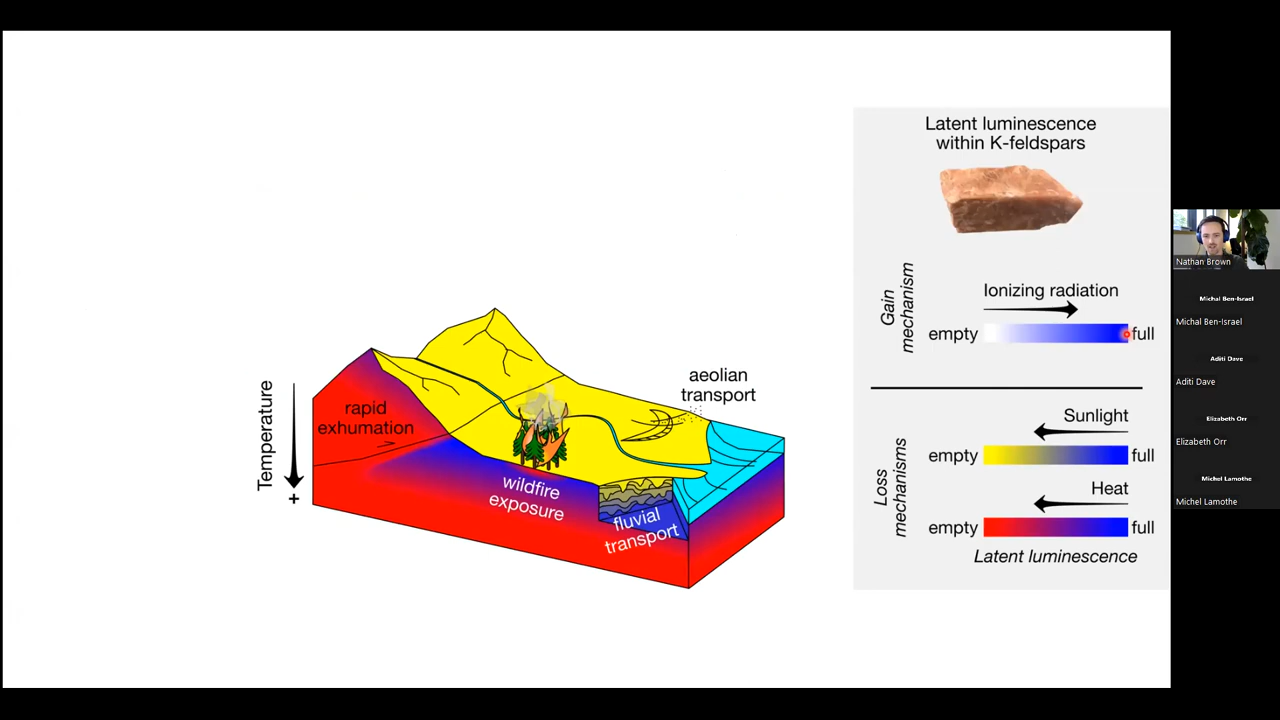 Latent luminescence
within K-feldspars
Gain
mechanism
Ionizing radiation
empty
full
Loss
mechanisms
Sunlight
empty
full
Heat
empty
full
Latent luminescence
Temperature
+
rapid
exhumation
wildfire
exposure
fluvial
transport
aeolian
transport
Nathan Brown
Michal Ben-Israel
Michal Ben-Israel
Aditi Dave
Aditi Dave
Elizabeth Orr
Elizabeth Orr
Michel Lamothe
Michel Lamothe